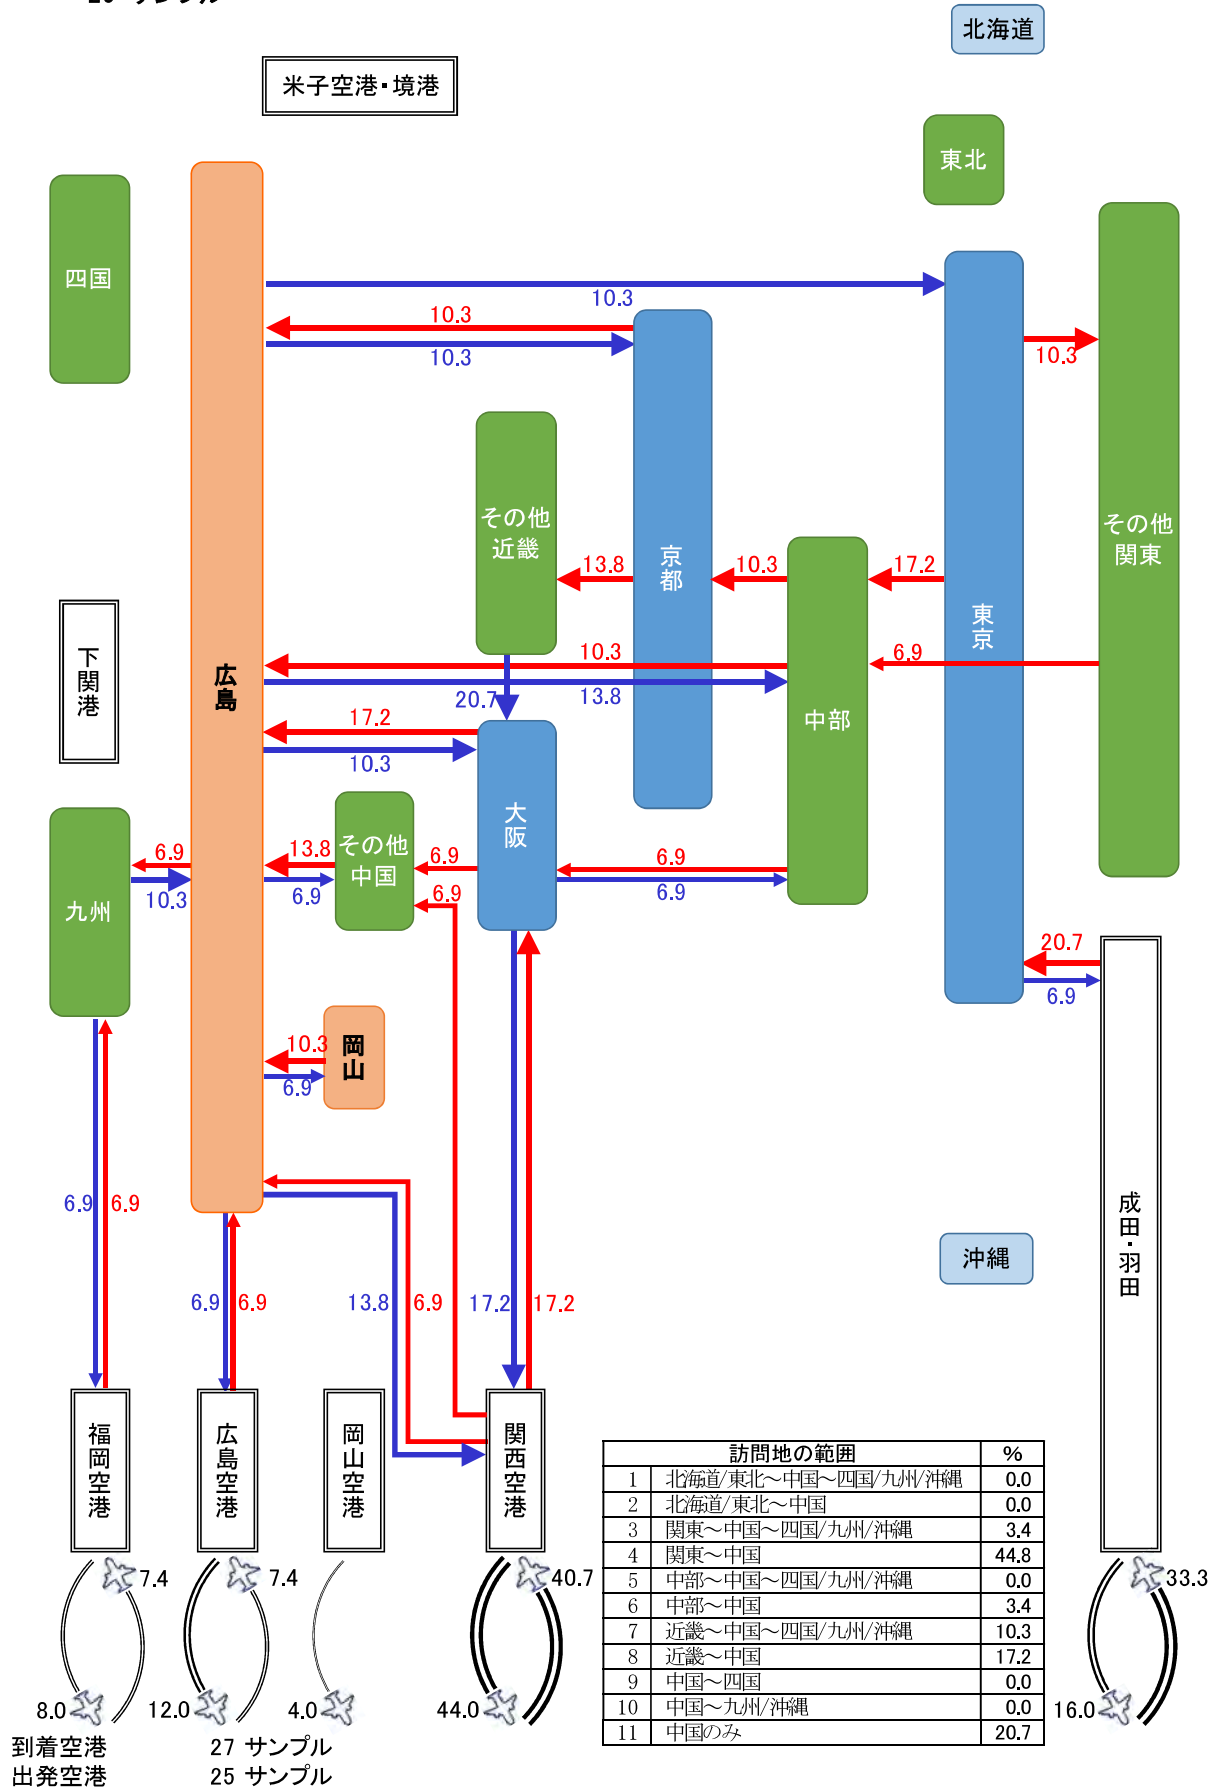 北海道
米子空港・境港
東北
四国
10.3
10.3
10.3
10.3
その他
近畿
京都
その他
関東
13.8
10.3
17.2
東京
下関港
広島
10.3
6.9
20.7
13.8
中部
17.2
10.3
大阪
その他
中国
6.9
13.8
6.9
6.9
10.3
6.9
6.9
6.9
九州
20.7
6.9
10.3
岡山
6.9
6.9
6.9
成田・羽田
沖縄
6.9
6.9
13.8
6.9
17.2
17.2
福岡空港
広島空港
岡山空港
関西空港
訪問地の範囲 %
1 北海道/東北～中国～四国/九州/沖縄 0.0
2 北海道/東北～中国 0.0
3 関東～中国～四国/九州/沖縄 3.4
4 関東～中国 44.8
5 中部～中国～四国/九州/沖縄 0.0
6 中部～中国 3.4
7 近畿～中国～四国/九州/沖縄 10.3
8 近畿～中国 17.2
9 中国～四国 0.0
10 中国～九州/沖縄 0.0
11 中国のみ 20.7
7.4
7.4
40.7
33.3
8.0
12.0
4.0
44.0
16.0
到着空港 27 サンプル
出発空港 25 サンプル